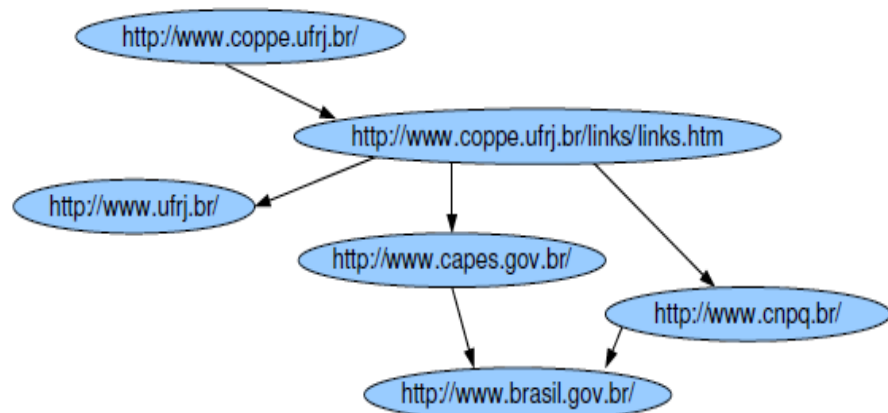 http://www.coppe.ufrj.br/
http://www.coppe.ufrj.br/links/links.htm
http://www.ufrj.br/
http://www.capes.gov.br/
http://www.cnpq.br/
http://www.brasil.gov.br/